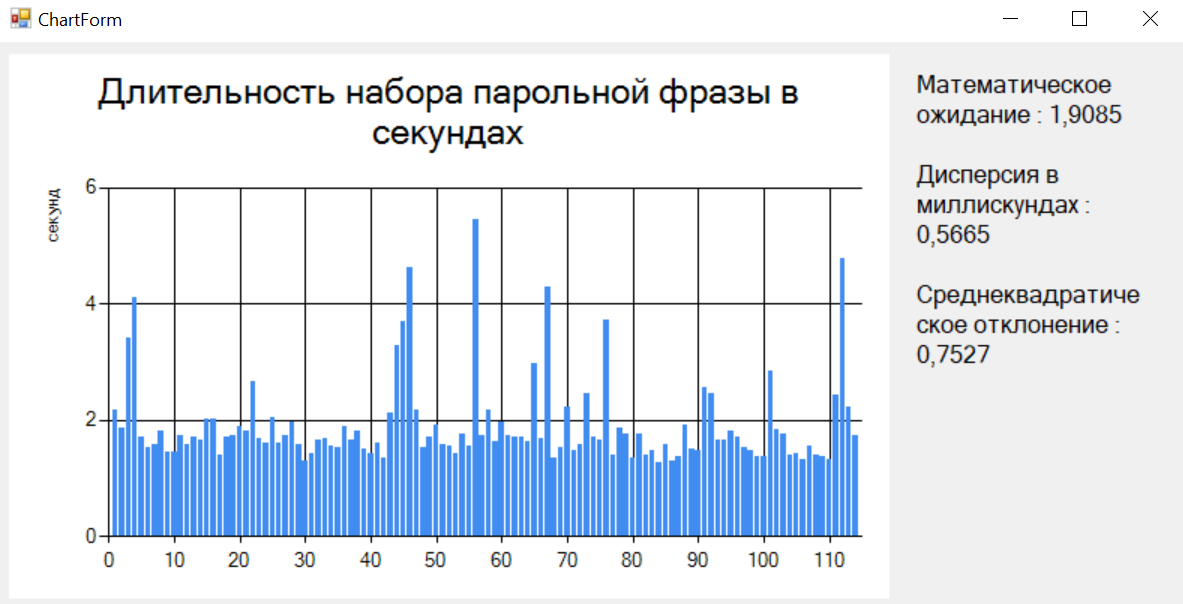 ChartForm
Длительность набора парольной фразы в
секундах
секунд
6
4
2
0
0 10 20 30 40 50 60 70 80 90 100 110
Математическое
ожидание : 1,9085
Дисперсия в
миллискундах :
0,5665
Среднеквадратиче
ское отклонение :
0,7527